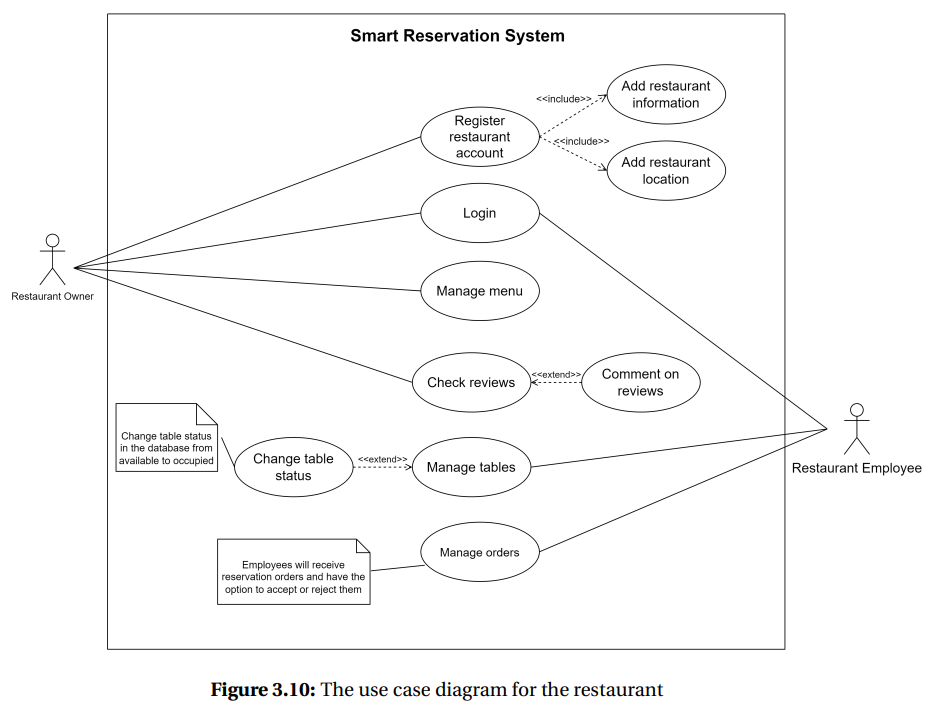 Smart Reservation System
Add restaurant
information
<<include>>
Register
restaurant
account
<<include>>
Add restaurant
location
Login
Restaurant Owner
Manage menu
Check reviews
<<extend>>
Comment on
reviews
Change table status
in the database from
available to occupied
Change table
status
<<extend>>
Manage tables
Restaurant Employee
Manage orders
Employees will receive
reservation orders and have the
option to accept or reject them
Figure 3.10: The use case diagram for the restaurant